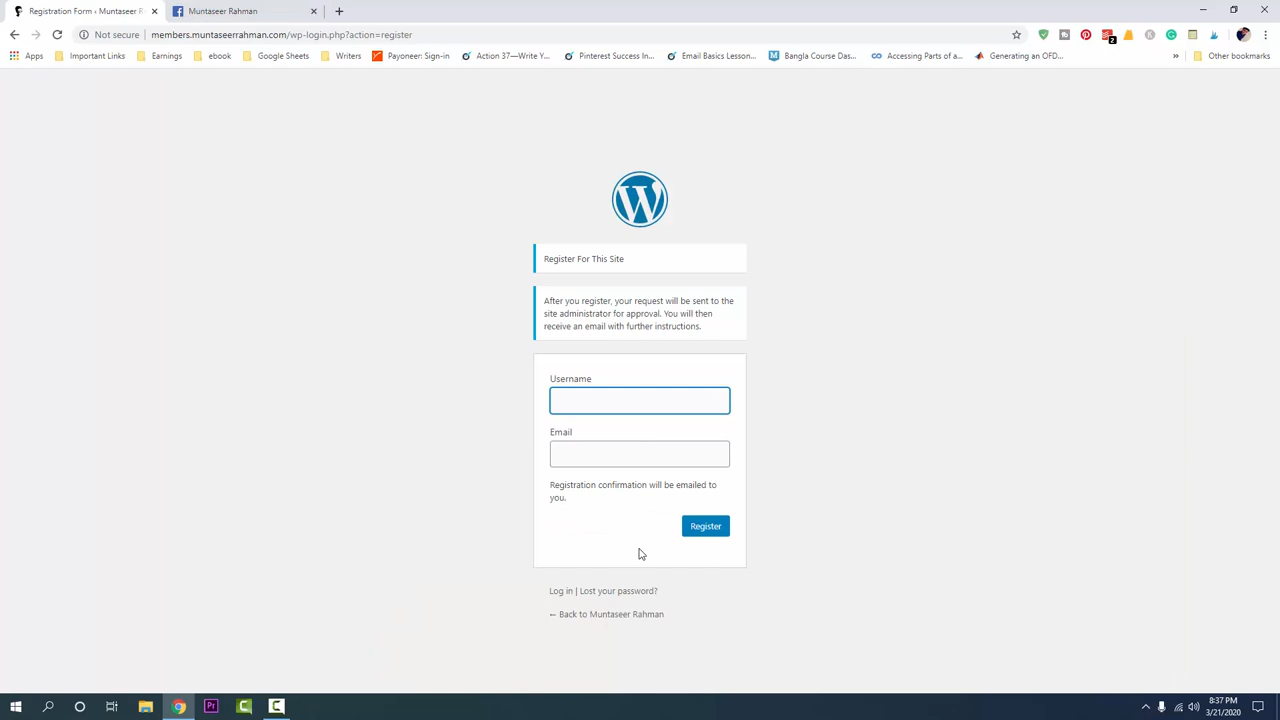 Registration Form ‹ Muntaseer R
Muntaseer Rahman
Not secure | members.muntaseerrahman.com/wp-login.php?action=register
2
Apps
Important Links
Earnings
ebook
Google Sheets
Writers
Payoneer: Sign-in
Action 37—Write Y...
Pinterest Success In...
Email Basics Lesson...
Bangla Course Das...
Accessing Parts of a...
Generating an OFD...
»
Other bookmarks
Register For This Site
After you register, your request will be sent to the
site administrator for approval. You will then
receive an email with further instructions.
Username
Email
Registration confirmation will be emailed to
you.
Register
Log in | Lost your password?
← Back to Muntaseer Rahman
8:37 PM
3/21/2020